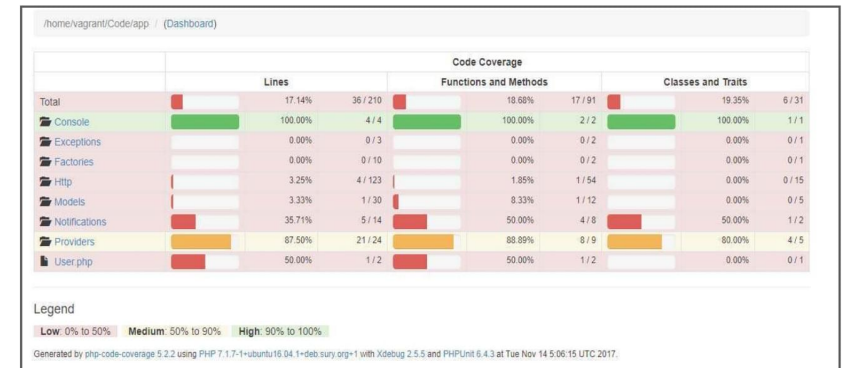 /home/vagrant/Code/app / (Dashboard)
Code Coverage
Lines Functions and Methods Classes and Traits
Total 17.14% 36 / 210 18.68% 17 / 91 19.35% 6 / 31
Console 100.00% 4 / 4 100.00% 2 / 2 100.00% 1 / 1
Exceptions 0.00% 0 / 3 0.00% 0 / 2 0.00% 0 / 1
Factories 0.00% 0 / 10 0.00% 0 / 2 0.00% 0 / 1
Http 3.25% 4 / 123 1.85% 1 / 54 0.00% 0 / 15
Models 3.33% 1 / 30 8.33% 1 / 12 0.00% 0 / 5
Notifications 35.71% 5 / 14 50.00% 4 / 8 50.00% 1 / 2
Providers 87.50% 21 / 24 88.89% 8 / 9 80.00% 4 / 5
User.php 50.00% 1 / 2 50.00% 1 / 2 0.00% 0 / 1
Legend
Low: 0% to 50% Medium: 50% to 90% High: 90% to 100%
Generated by php-code-coverage 5.2.2 using PHP 7.1.7-1+ubuntu16.04.1+deb.sury.org+1 with Xdebug 2.5.5 and PHPUnit 6.4.3 at Tue Nov 14 5:06:15 UTC 2017.